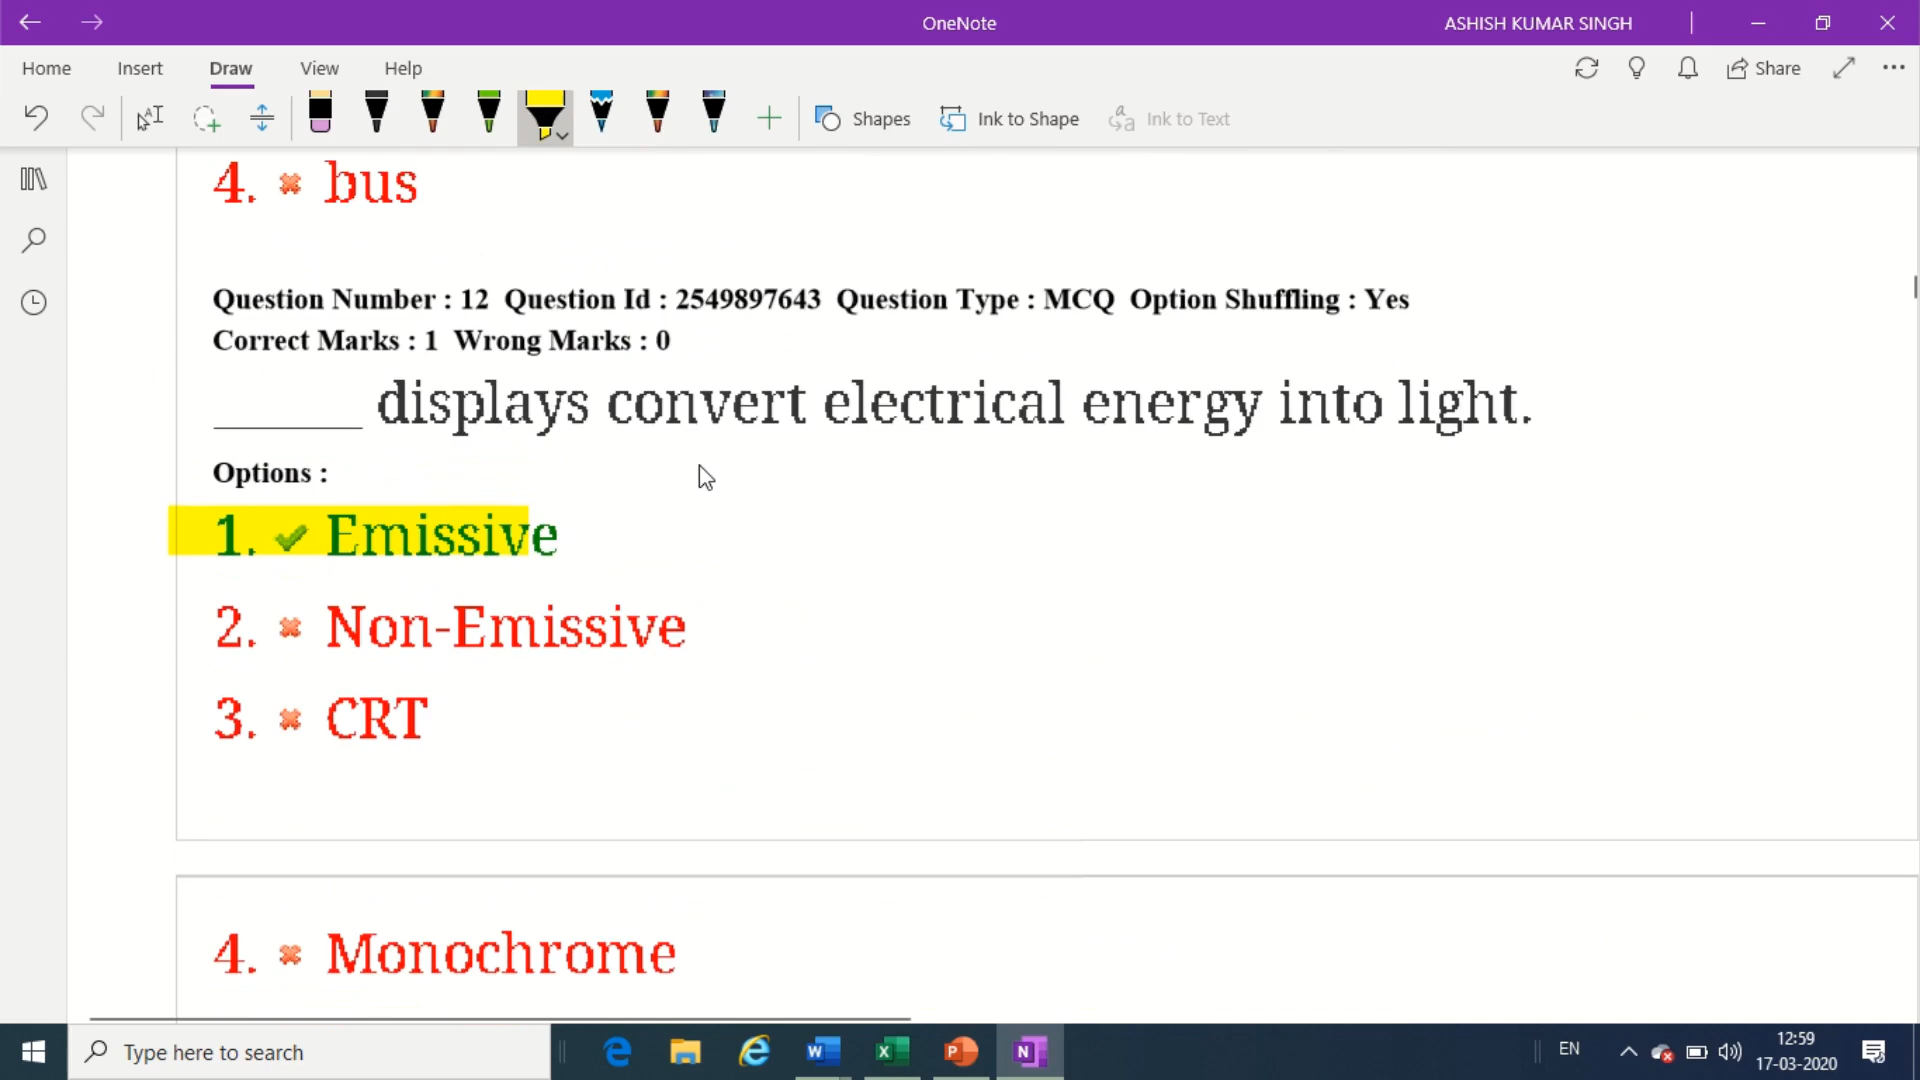 OneNote
ASHISH KUMAR SINGH
Home Insert Draw View Help
Share
Shapes Ink to Shape Ink to Text
4. bus
Question Number : 12 Question Id : 2549897643 Question Type : MCQ Option Shuffling : Yes
Correct Marks : 1 Wrong Marks : 0
______ displays convert electrical energy into light.
Options :
1. ✔ Emissive
2. ✖ Non-Emissive
3. ✖ CRT
4. ✖ Monochrome
Type here to search
EN
12:59
17-03-2020